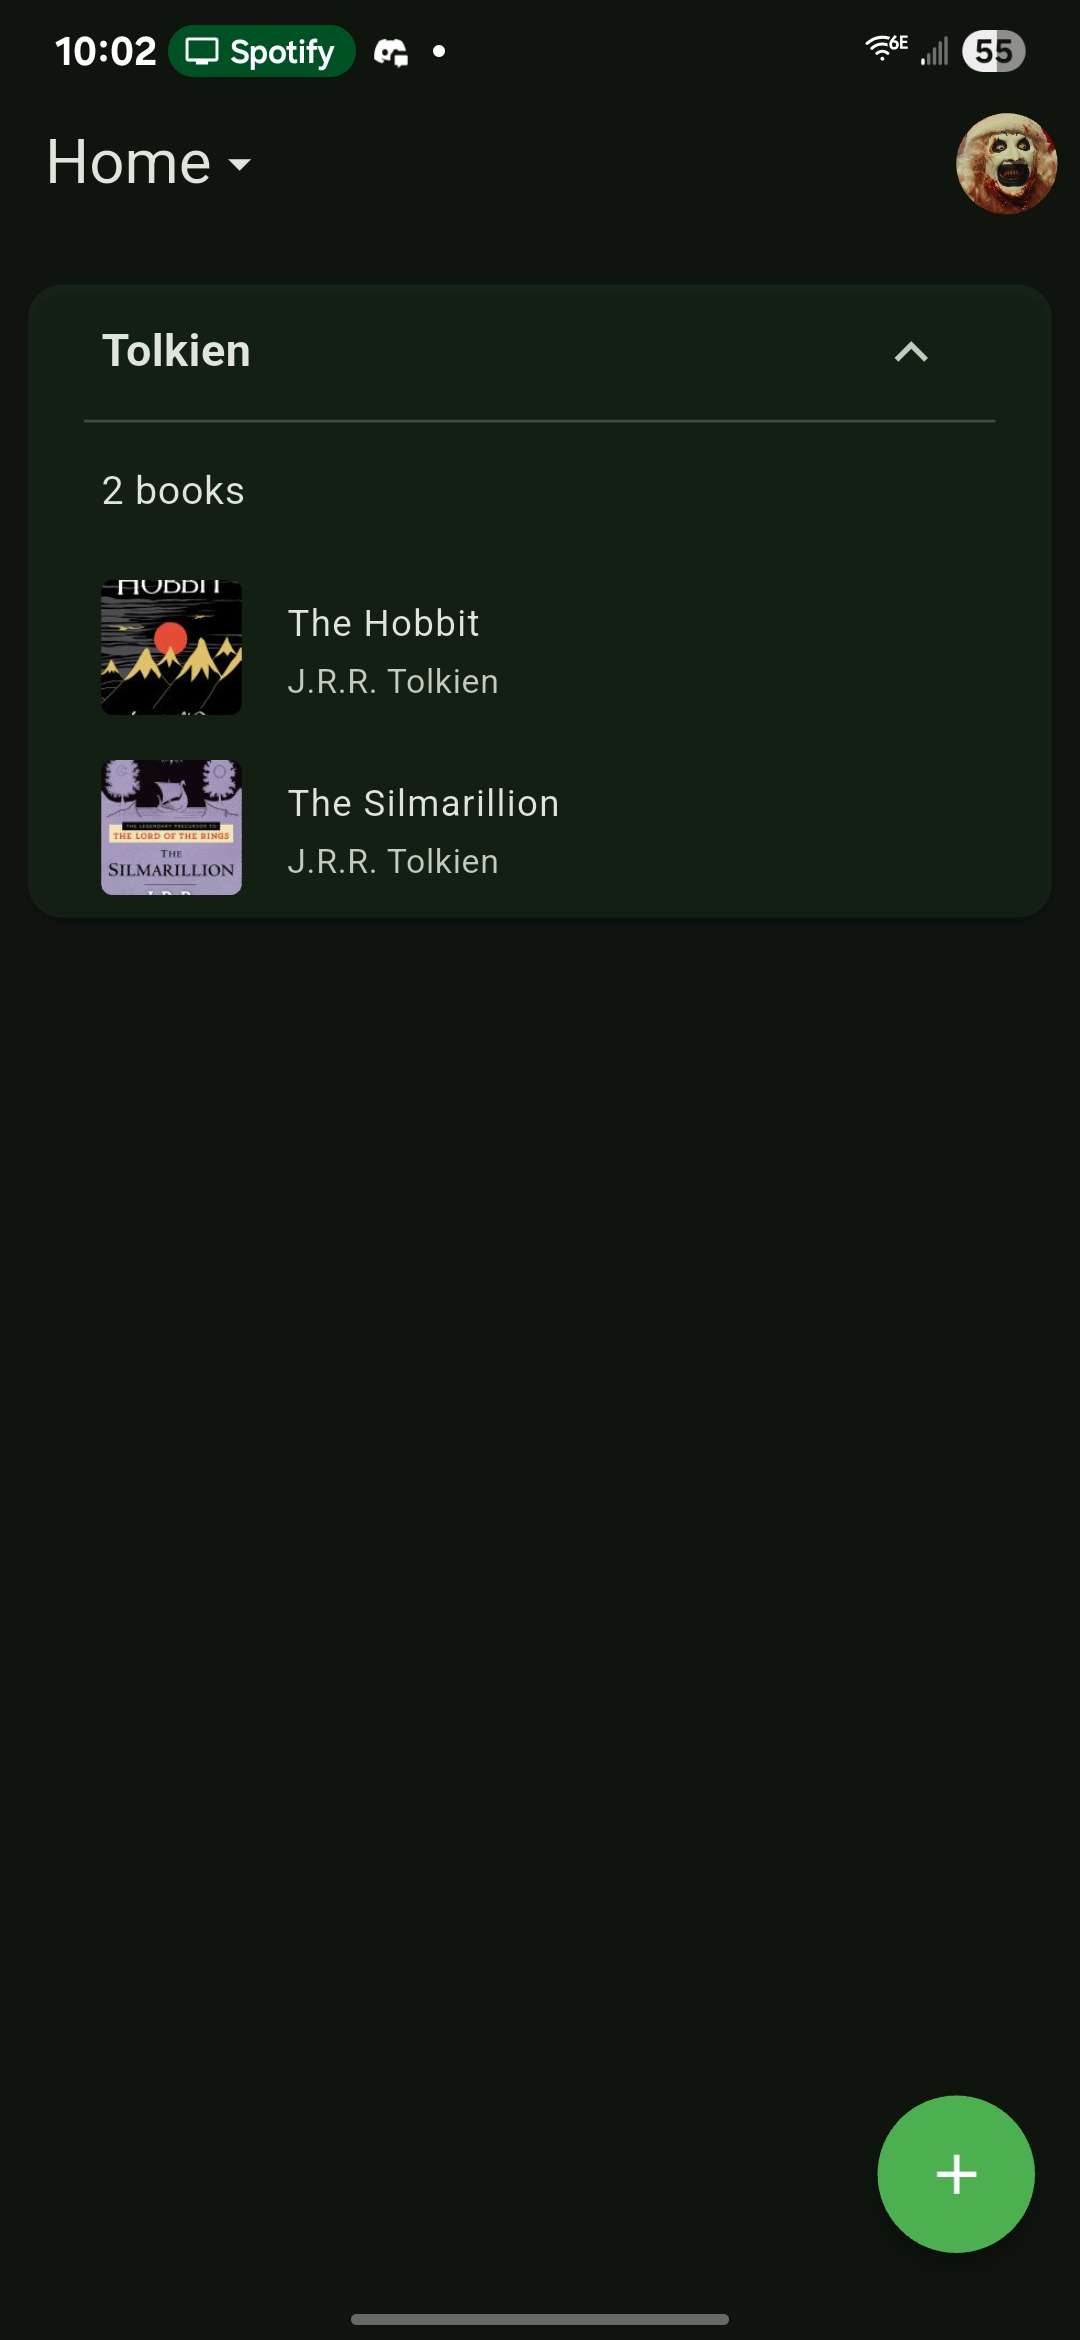 10:02 Spotify 6E 55
Home
Tolkien
2 books
HOBBIT
The Hobbit
J.R.R. Tolkien
THE LEGENDARY PRECURSOR TO
THE LORD OF THE RINGS
THE
SILMARILLION
The Silmarillion
J.R.R. Tolkien